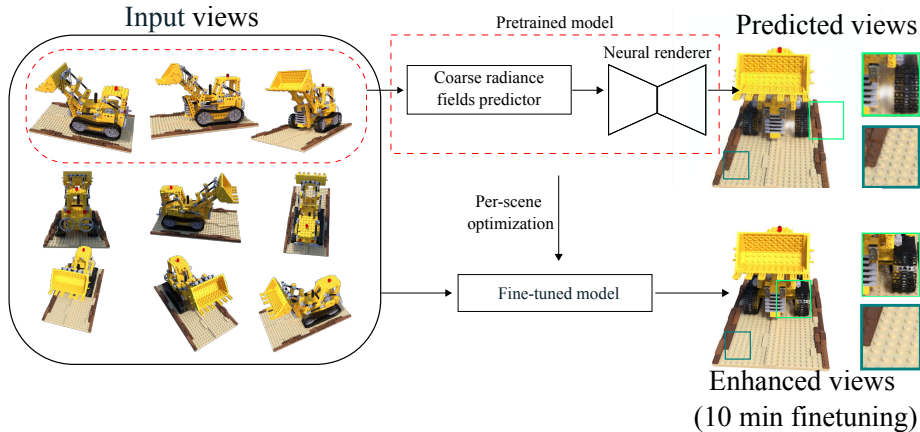 Input views
Pretrained model
Predicted views
Neural renderer
Coarse radiance
fields predictor
Per-scene
optimization
Fine-tuned model
Enhanced views
(10 min finetuning)